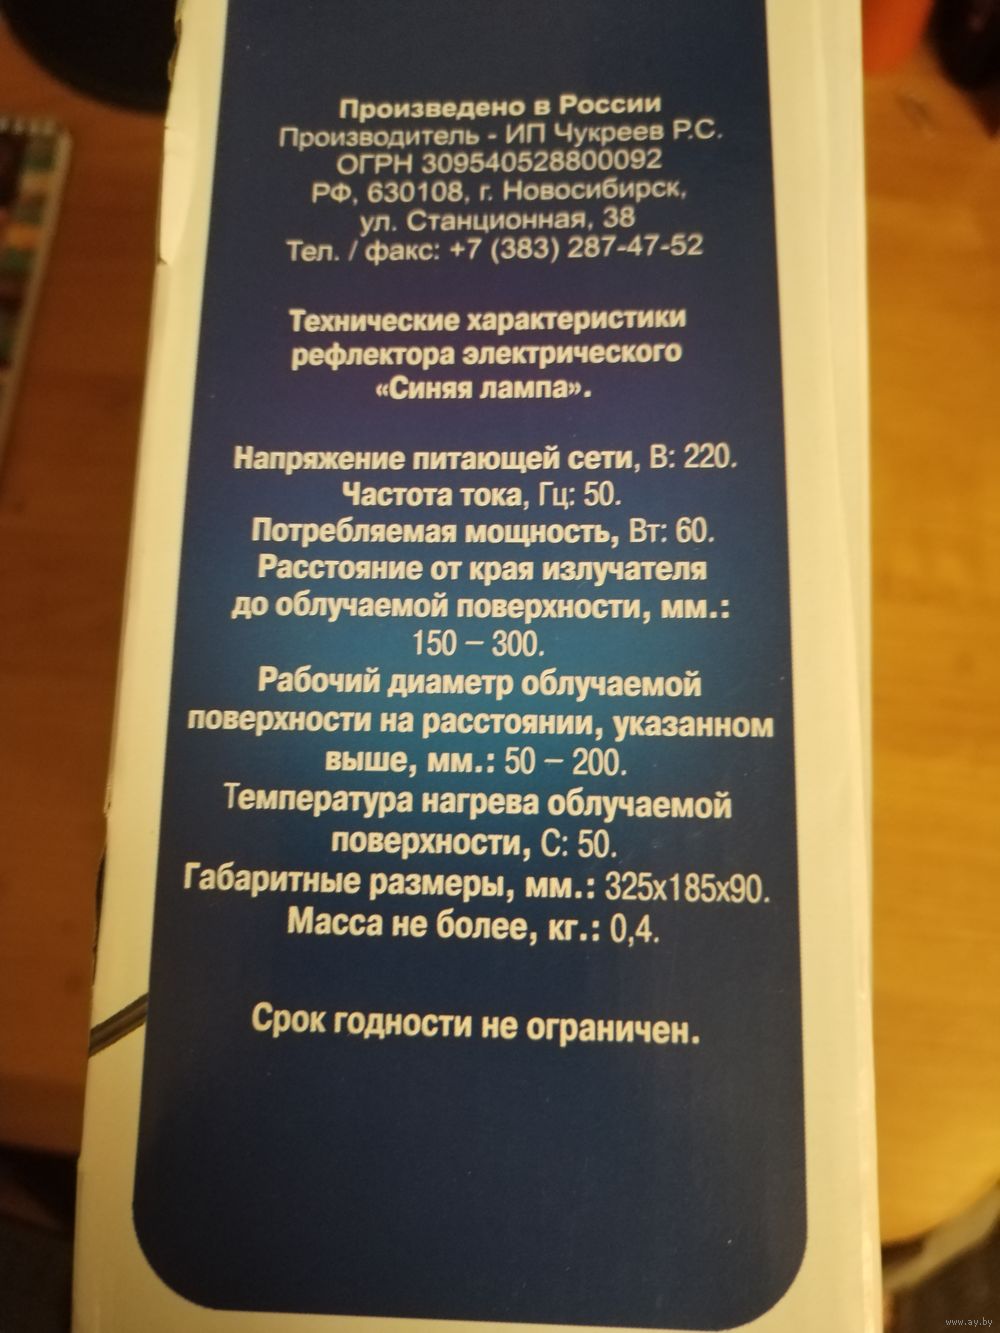 Произведено в России
Производитель - ИП Чукреев Р.С.
ОГРН 309540528800092
РФ, 630108, г. Новосибирск,
ул. Станционная, 38
Тел. / факс: +7 (383) 287-47-52
Технические характеристики
рефлектора электрического
«Синяя лампа».
Напряжение питающей сети, В: 220.
Частота тока, Гц: 50.
Потребляемая мощность, Вт: 60.
Расстояние от края излучателя
до облучаемой поверхности, мм.:
150 – 300.
Рабочий диаметр облучаемой
поверхности на расстоянии, указанном
выше, мм.: 50 – 200.
Температура нагрева облучаемой
поверхности, С: 50.
Габаритные размеры, мм.: 325х185х90.
Масса не более, кг.: 0,4.
Срок годности не ограничен.
www.ay.by